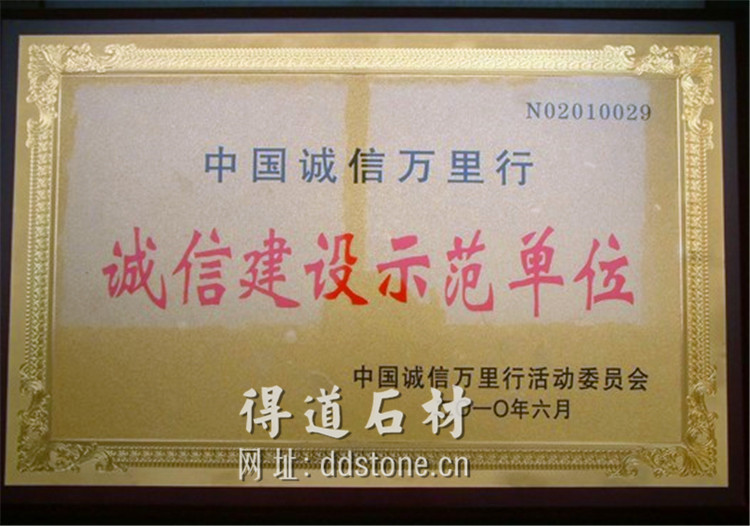 N02010029
中国诚信万里行
诚信建设示范单位
中国诚信万里行活动委员会
一〇年六月
得道石材
网址:ddstone.cn